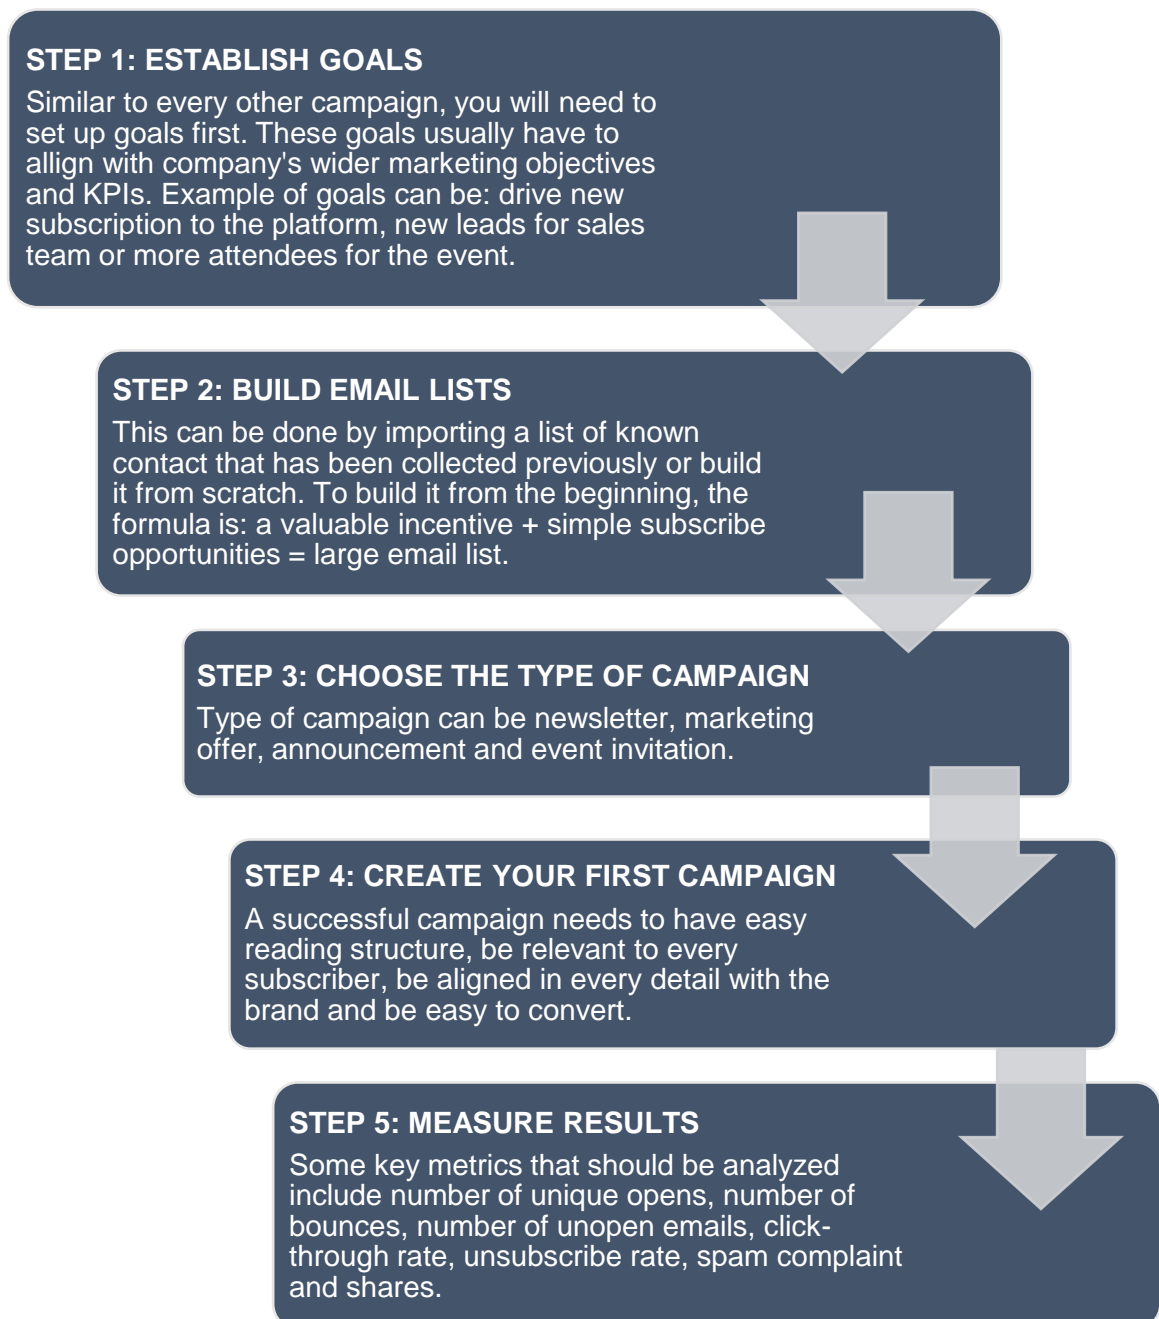 STEP 1: ESTABLISH GOALS
Similar to every other campaign, you will need to
set up goals first. These goals usually have to
allign with company's wider marketing objectives
and KPIs. Example of goals can be: drive new
subscription to the platform, new leads for sales
team or more attendees for the event.
STEP 2: BUILD EMAIL LISTS
This can be done by importing a list of known
contact that has been collected previously or build
it from scratch. To build it from the beginning, the
formula is: a valuable incentive + simple subscribe
opportunities = large email list.
STEP 3: CHOOSE THE TYPE OF CAMPAIGN
Type of campaign can be newsletter, marketing
offer, announcement and event invitation.
STEP 4: CREATE YOUR FIRST CAMPAIGN
A successful campaign needs to have easy
reading structure, be relevant to every
subscriber, be aligned in every detail with the
brand and be easy to convert.
STEP 5: MEASURE RESULTS
Some key metrics that should be analyzed
include number of unique opens, number of
bounces, number of unopen emails, click-
through rate, unsubscribe rate, spam complaint
and shares.